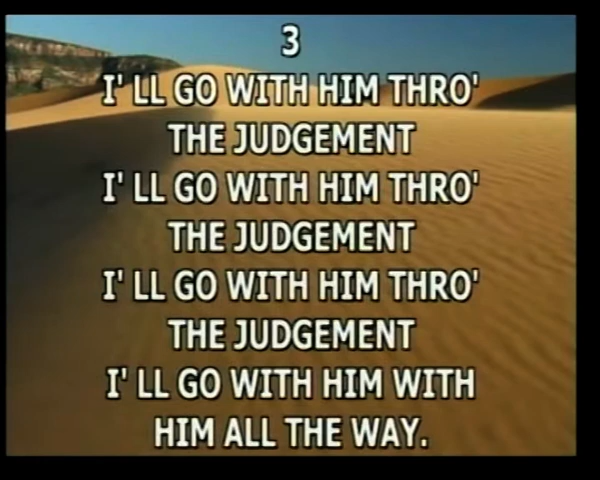 3
I' LL GO WITH HIM THRO'
THE JUDGEMENT
I' LL GO WITH HIM THRO'
THE JUDGEMENT
I' LL GO WITH HIM THRO'
THE JUDGEMENT
I' LL GO WITH HIM WITH
HIM ALL THE WAY.